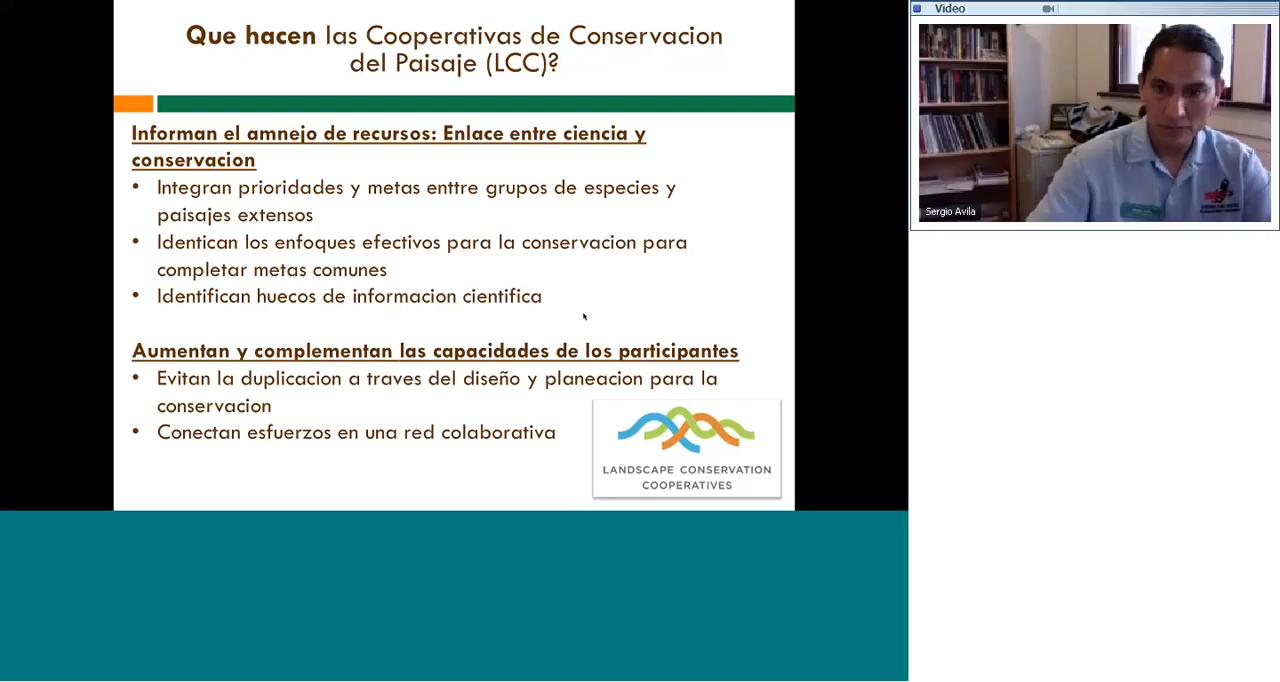 Que hacen las Cooperativas de Conservacion
del Paisaje (LCC)?
Informan el amnejo de recursos: Enlace entre ciencia y
conservacion
• Integran prioridades y metas enttre grupos de especies y
paisajes extensos
• Identican los enfoques efectivos para la conservacion para
completar metas comunes
• Identifican huecos de informacion cientifica
Aumentan y complementan las capacidades de los participantes
• Evitan la duplicacion a traves del diseño y planeacion para la
conservacion
• Conectan esfuerzos en una red colaborativa
LANDSCAPE CONSERVATION
COOPERATIVES
Video
Sergio Avila